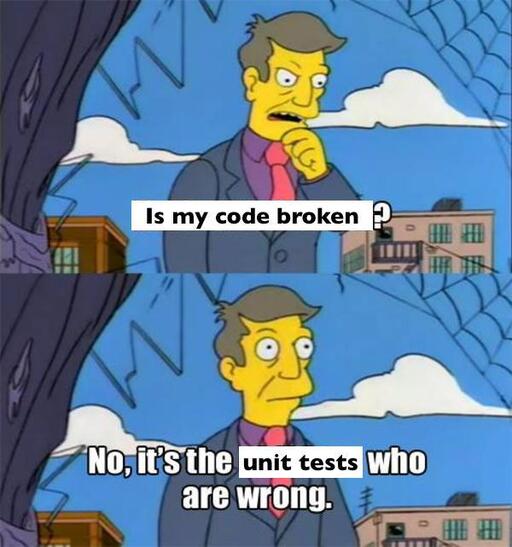 Is my code broken ?
No, it's the unit tests who
are wrong.